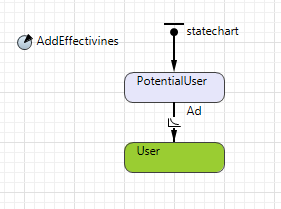 statechart
AddEffectivines
PotentialUser
Ad
User